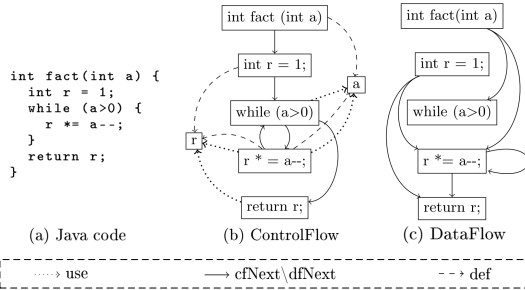 int fact(int a) {
int r = 1;
while (a>0) {
r *= a--;
}
return r;
}
(a) Java code
int fact (int a)
int r = 1;
a
while (a>0)
r
r * = a--;
return r;
(b) ControlFlow
int fact(int a)
int r = 1;
while (a>0)
r * = a--;
return r;
(c) DataFlow
use
cfNext\dfNext
def